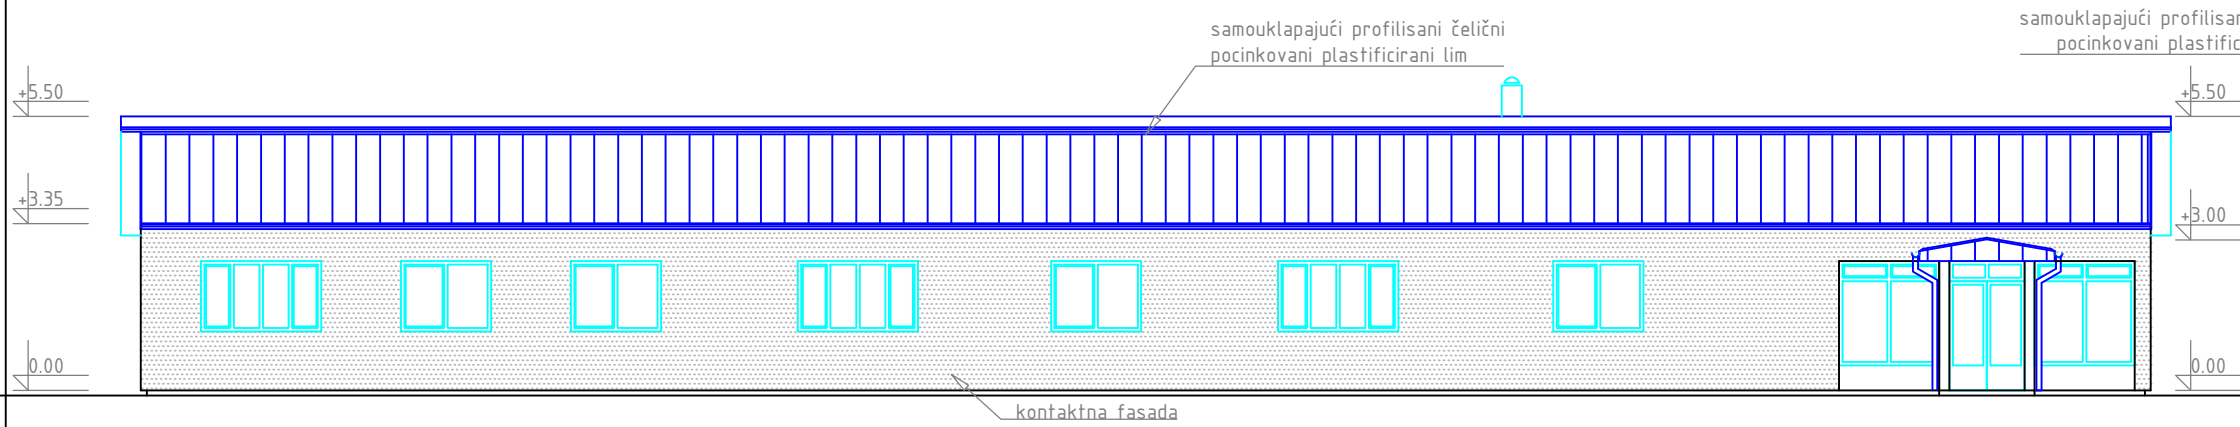 samouklapajući profilisani čelični
pocinkovani plastificirani lim
samouklapajući profilisan
pocinkovani plastific
+5.50
+5.50
+3.35
+3.00
0.00
0.00
kontaktna fasada